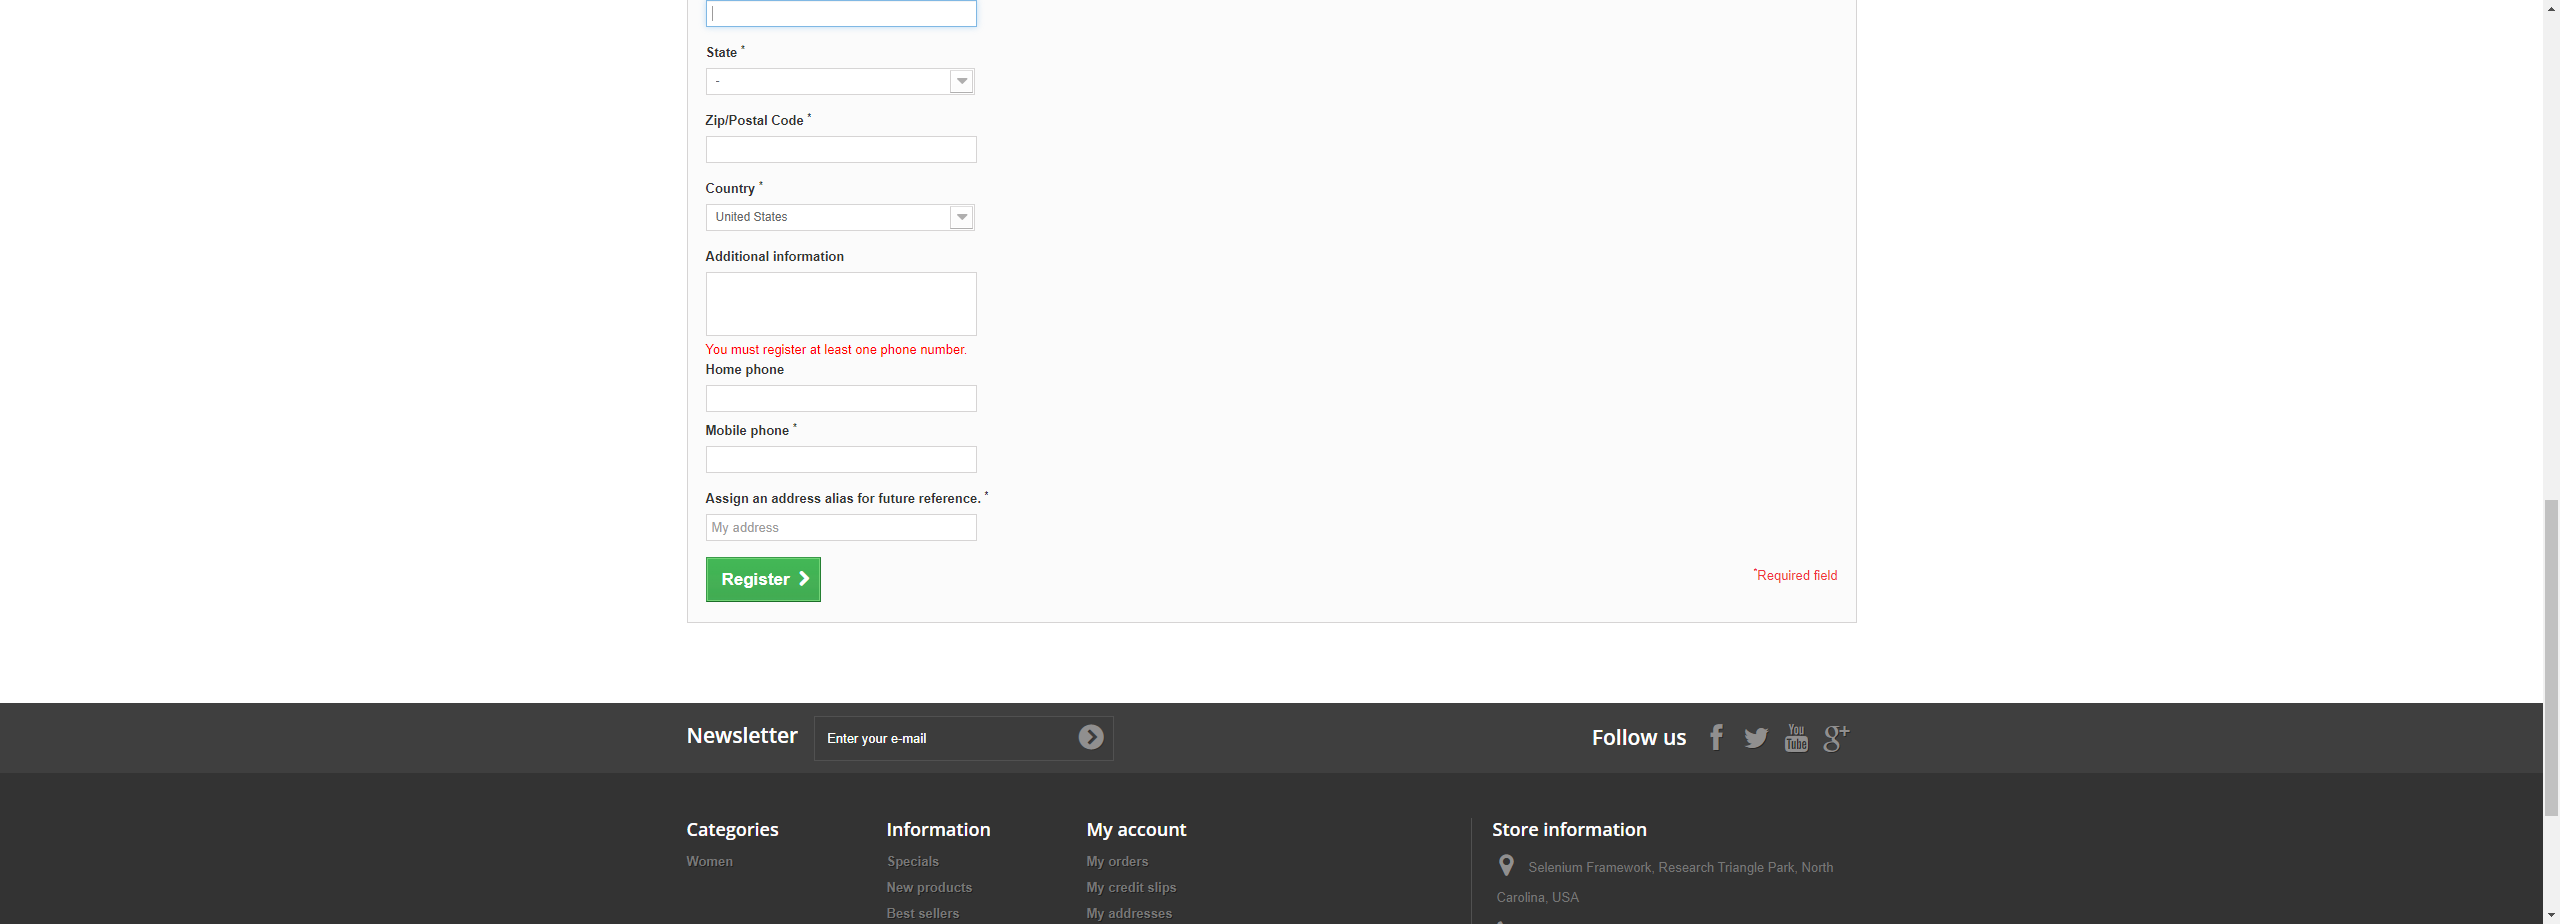 State *
-
Zip/Postal Code *
Country *
United States
Additional information
You must register at least one phone number.
Home phone
Mobile phone *
Assign an address alias for future reference. *
My address
Register
*Required field
Newsletter
Enter your e-mail
Follow us
You
Tube
g+
Categories
Women
Information
Specials
New products
Best sellers
My account
My orders
My credit slips
My addresses
Store information
Selenium Framework, Research Triangle Park, North
Carolina, USA